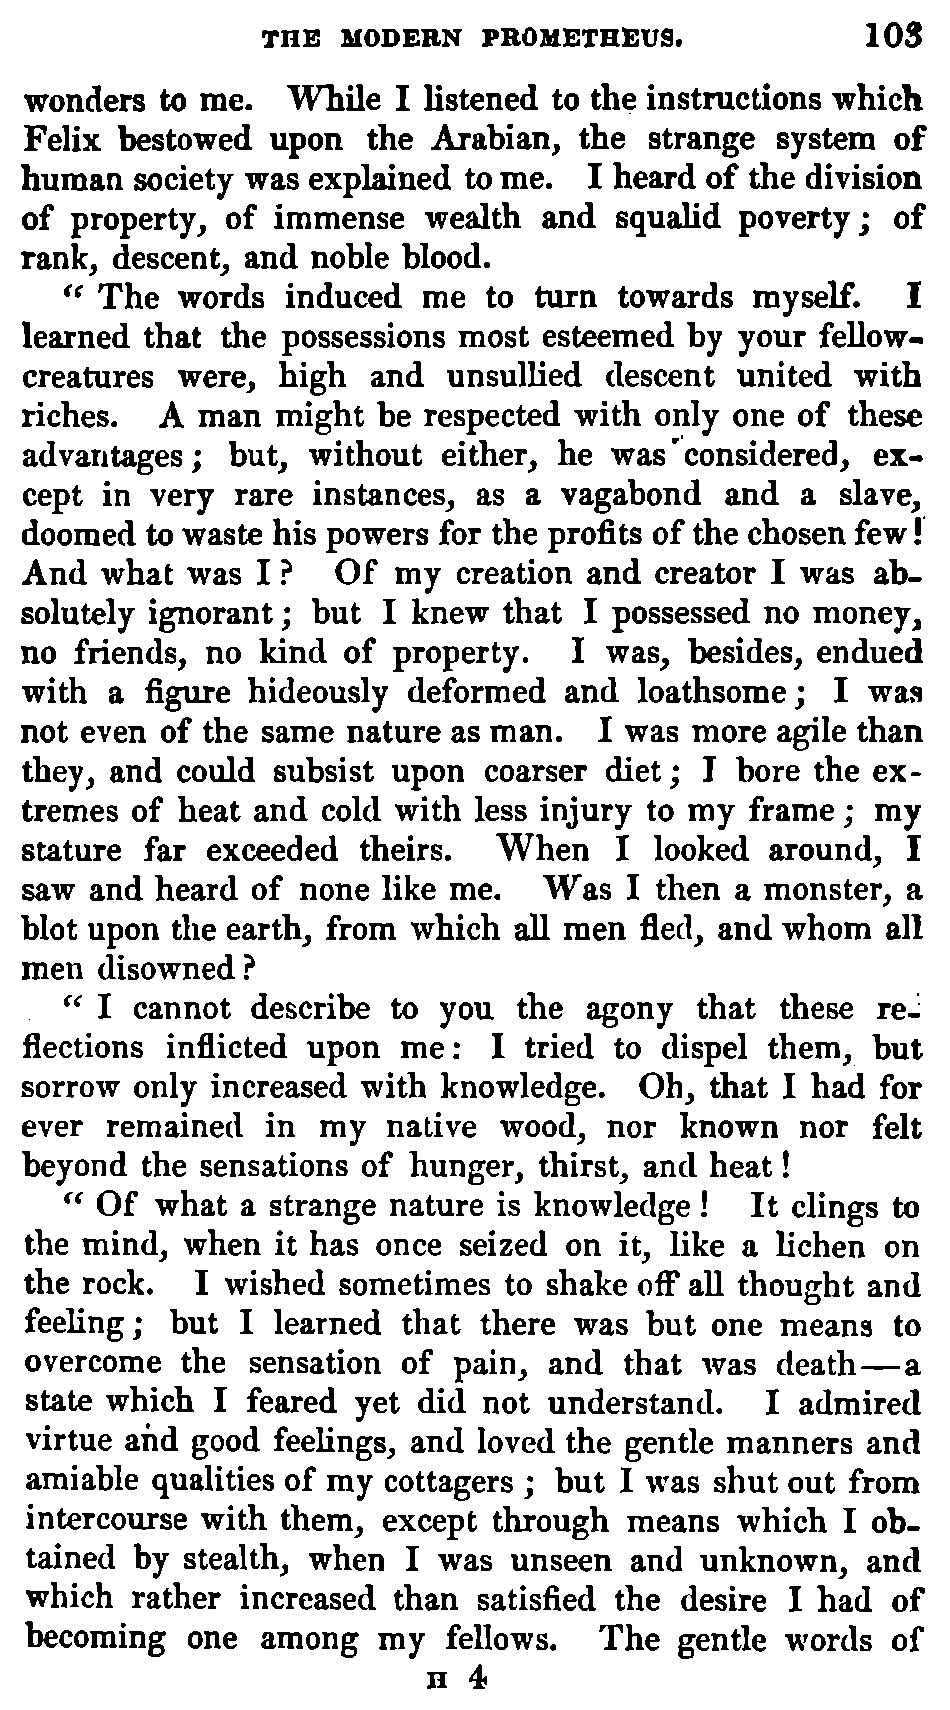 THE MODERN PROMETHEUS. 103
wonders to me. While I listened to the instructions which
Felix bestowed upon the Arabian, the strange system of
human society was explained to me. I heard of the division
of property, of immense wealth and squalid poverty; of
rank, descent, and noble blood.
“ The words induced me to turn towards myself. I
learned that the possessions most esteemed by your fellow-
creatures were, high and unsullied descent united with
riches. A man might be respected with only one of these
advantages; but, without either, he was considered, ex-
cept in very rare instances, as a vagabond and a slave,
doomed to waste his powers for the profits of the chosen few!
And what was I? Of my creation and creator I was ab-
solutely ignorant; but I knew that I possessed no money,
no friends, no kind of property. I was, besides, endued
with a figure hideously deformed and loathsome; I was
not even of the same nature as man. I was more agile than
they, and could subsist upon coarser diet; I bore the ex-
tremes of heat and cold with less injury to my frame; my
stature far exceeded theirs. When I looked around, I
saw and heard of none like me. Was I then a monster, a
blot upon the earth, from which all men fled, and whom all
men disowned?
“ I cannot describe to you the agony that these re-
flections inflicted upon me: I tried to dispel them, but
sorrow only increased with knowledge. Oh, that I had for
ever remained in my native wood, nor known nor felt
beyond the sensations of hunger, thirst, and heat!
“ Of what a strange nature is knowledge! It clings to
the mind, when it has once seized on it, like a lichen on
the rock. I wished sometimes to shake off all thought and
feeling; but I learned that there was but one means to
overcome the sensation of pain, and that was death—a
state which I feared yet did not understand. I admired
virtue and good feelings, and loved the gentle manners and
amiable qualities of my cottagers; but I was shut out from
intercourse with them, except through means which I ob-
tained by stealth, when I was unseen and unknown, and
which rather increased than satisfied the desire I had of
becoming one among my fellows. The gentle words of
H 4